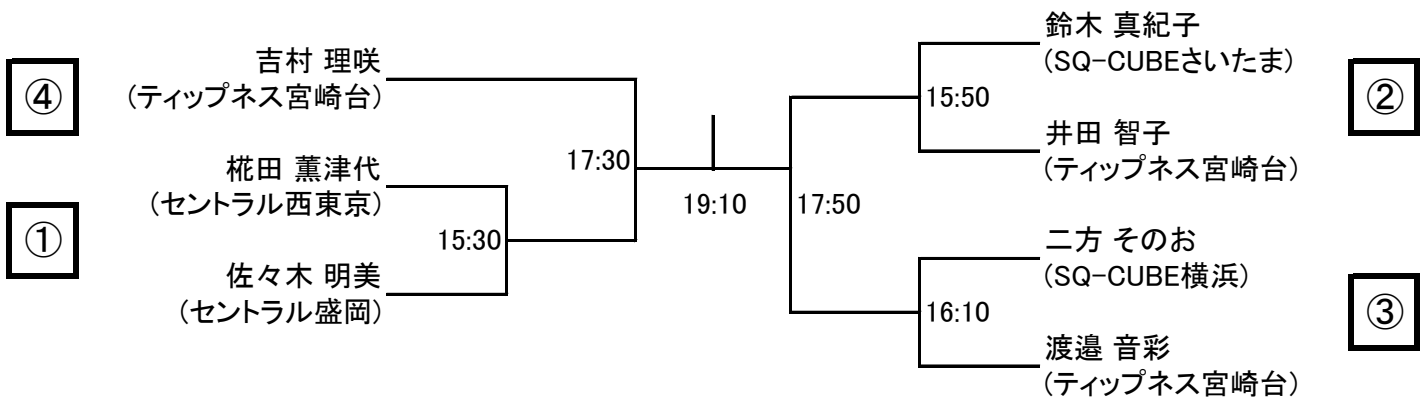 ④
吉村 理咲
(ティップネス宮崎台)
①
椛田 薫津代
(セントラル西東京)
佐々木 明美
(セントラル盛岡)
15:30
17:30
19:10
17:50
15:50
16:10
鈴木 真紀子
(SQ-CUBEさいたま)
井田 智子
(ティップネス宮崎台)
②
二方 そのお
(SQ-CUBE横浜)
渡邉 音彩
(ティップネス宮崎台)
③